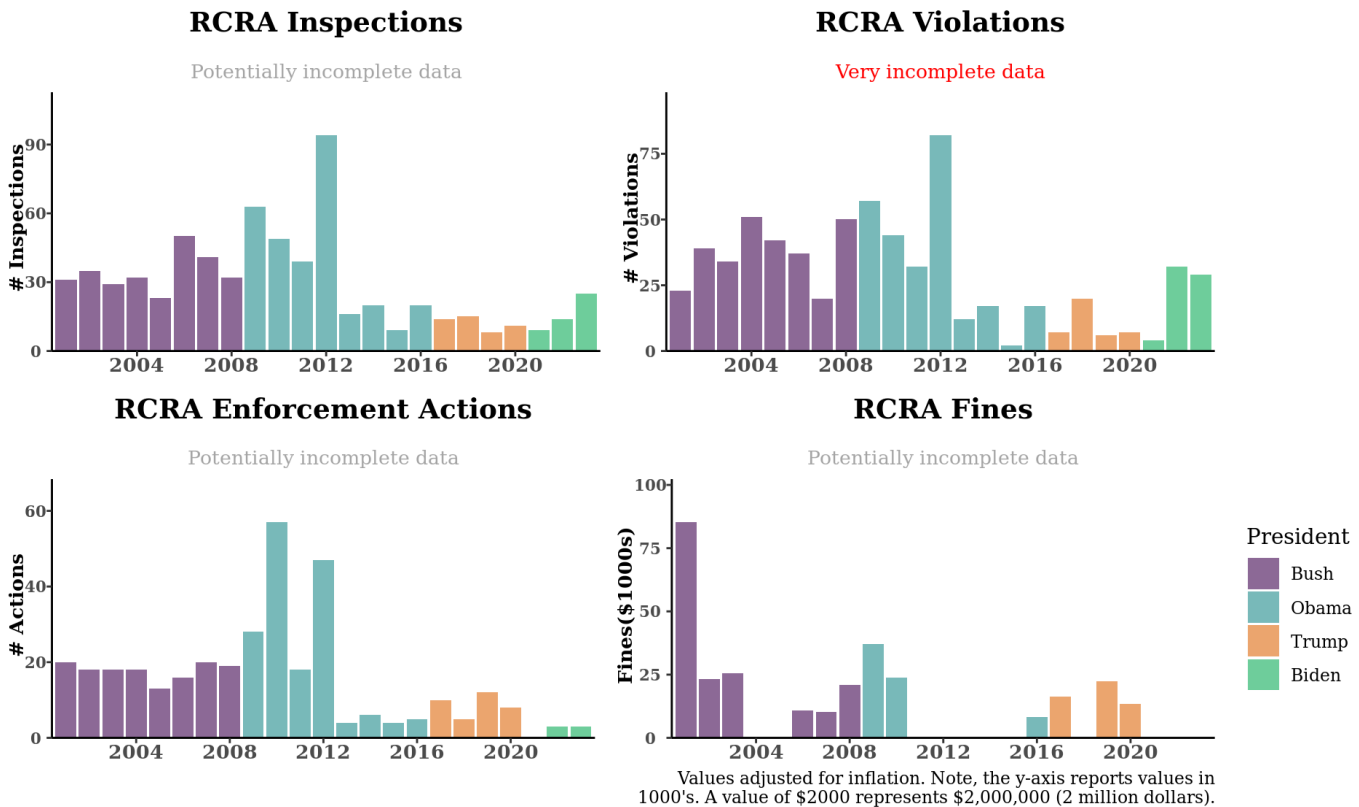 RCRA Inspections
Potentially incomplete data
# Inspections
90
60
30
0
2004 2008 2012 2016 2020
RCRA Violations
Very incomplete data
# Violations
75
50
25
0
2004 2008 2012 2016 2020
RCRA Enforcement Actions
Potentially incomplete data
# Actions
60
40
20
0
2004 2008 2012 2016 2020
RCRA Fines
Potentially incomplete data
Fines($1000s)
100
75
50
25
0
2004 2008 2012 2016 2020
President
Bush
Obama
Trump
Biden
Values adjusted for inflation. Note, the y-axis reports values in
1000's. A value of $2000 represents $2,000,000 (2 million dollars).